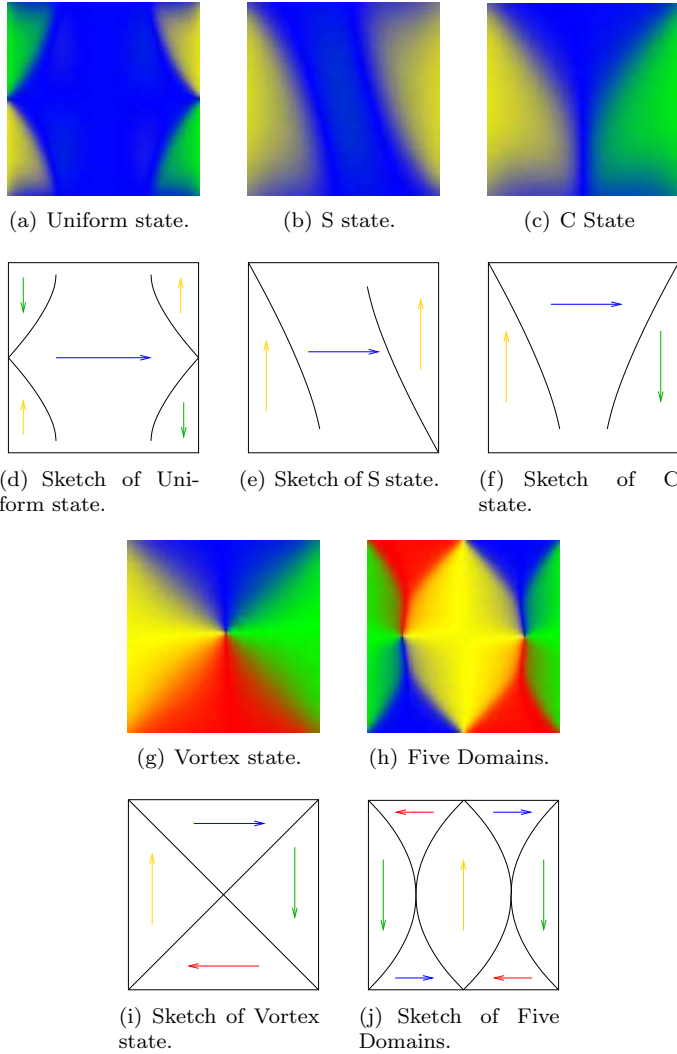 (a) Uniform state.
(b) S state.
(c) C State
(d) Sketch of Uni-
form state.
(e) Sketch of S state.
(f) Sketch of C
state.
(g) Vortex state.
(h) Five Domains.
(i) Sketch of Vortex
state.
(j) Sketch of Five
Domains.